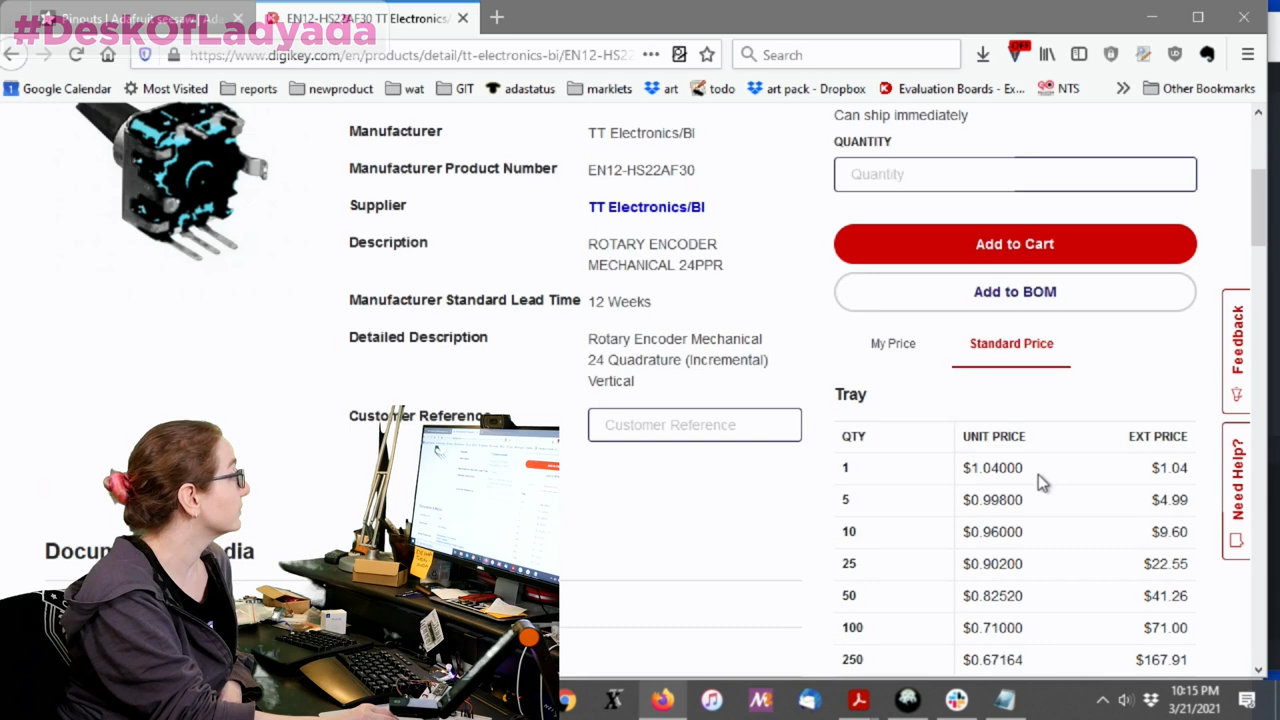 #DeskOfLadyada
Pinouts | Adafruit seesaw | Ada
EN12-HS22AF30 TT Electronics/
https://www.digikey.com/en/products/detail/tt-electronics-bi/EN12-HS22
Search
OFF
Google Calendar
Most Visited
reports
newproduct
wat
GIT
adastatus
marklets
art
todo
art pack - Dropbox
Evaluation Boards - Ex...
NTS
Other Bookmarks
Manufacturer
TT Electronics/BI
Manufacturer Product Number
EN12-HS22AF30
Supplier
TT Electronics/BI
Description
ROTARY ENCODER
MECHANICAL 24PPR
Manufacturer Standard Lead Time
12 Weeks
Detailed Description
Rotary Encoder Mechanical
24 Quadrature (Incremental)
Vertical
Customer Reference
Customer Reference
Can ship immediately
QUANTITY
Quantity
Add to Cart
Add to BOM
My Price
Standard Price
Tray
QTY UNIT PRICE EXT PRICE
1 $1.04000 $1.04
5 $0.99800 $4.99
10 $0.96000 $9.60
25 $0.90200 $22.55
50 $0.82520 $41.26
100 $0.71000 $71.00
250 $0.67164 $167.91
Feedback
Need Help?
10:15 PM
3/21/2021